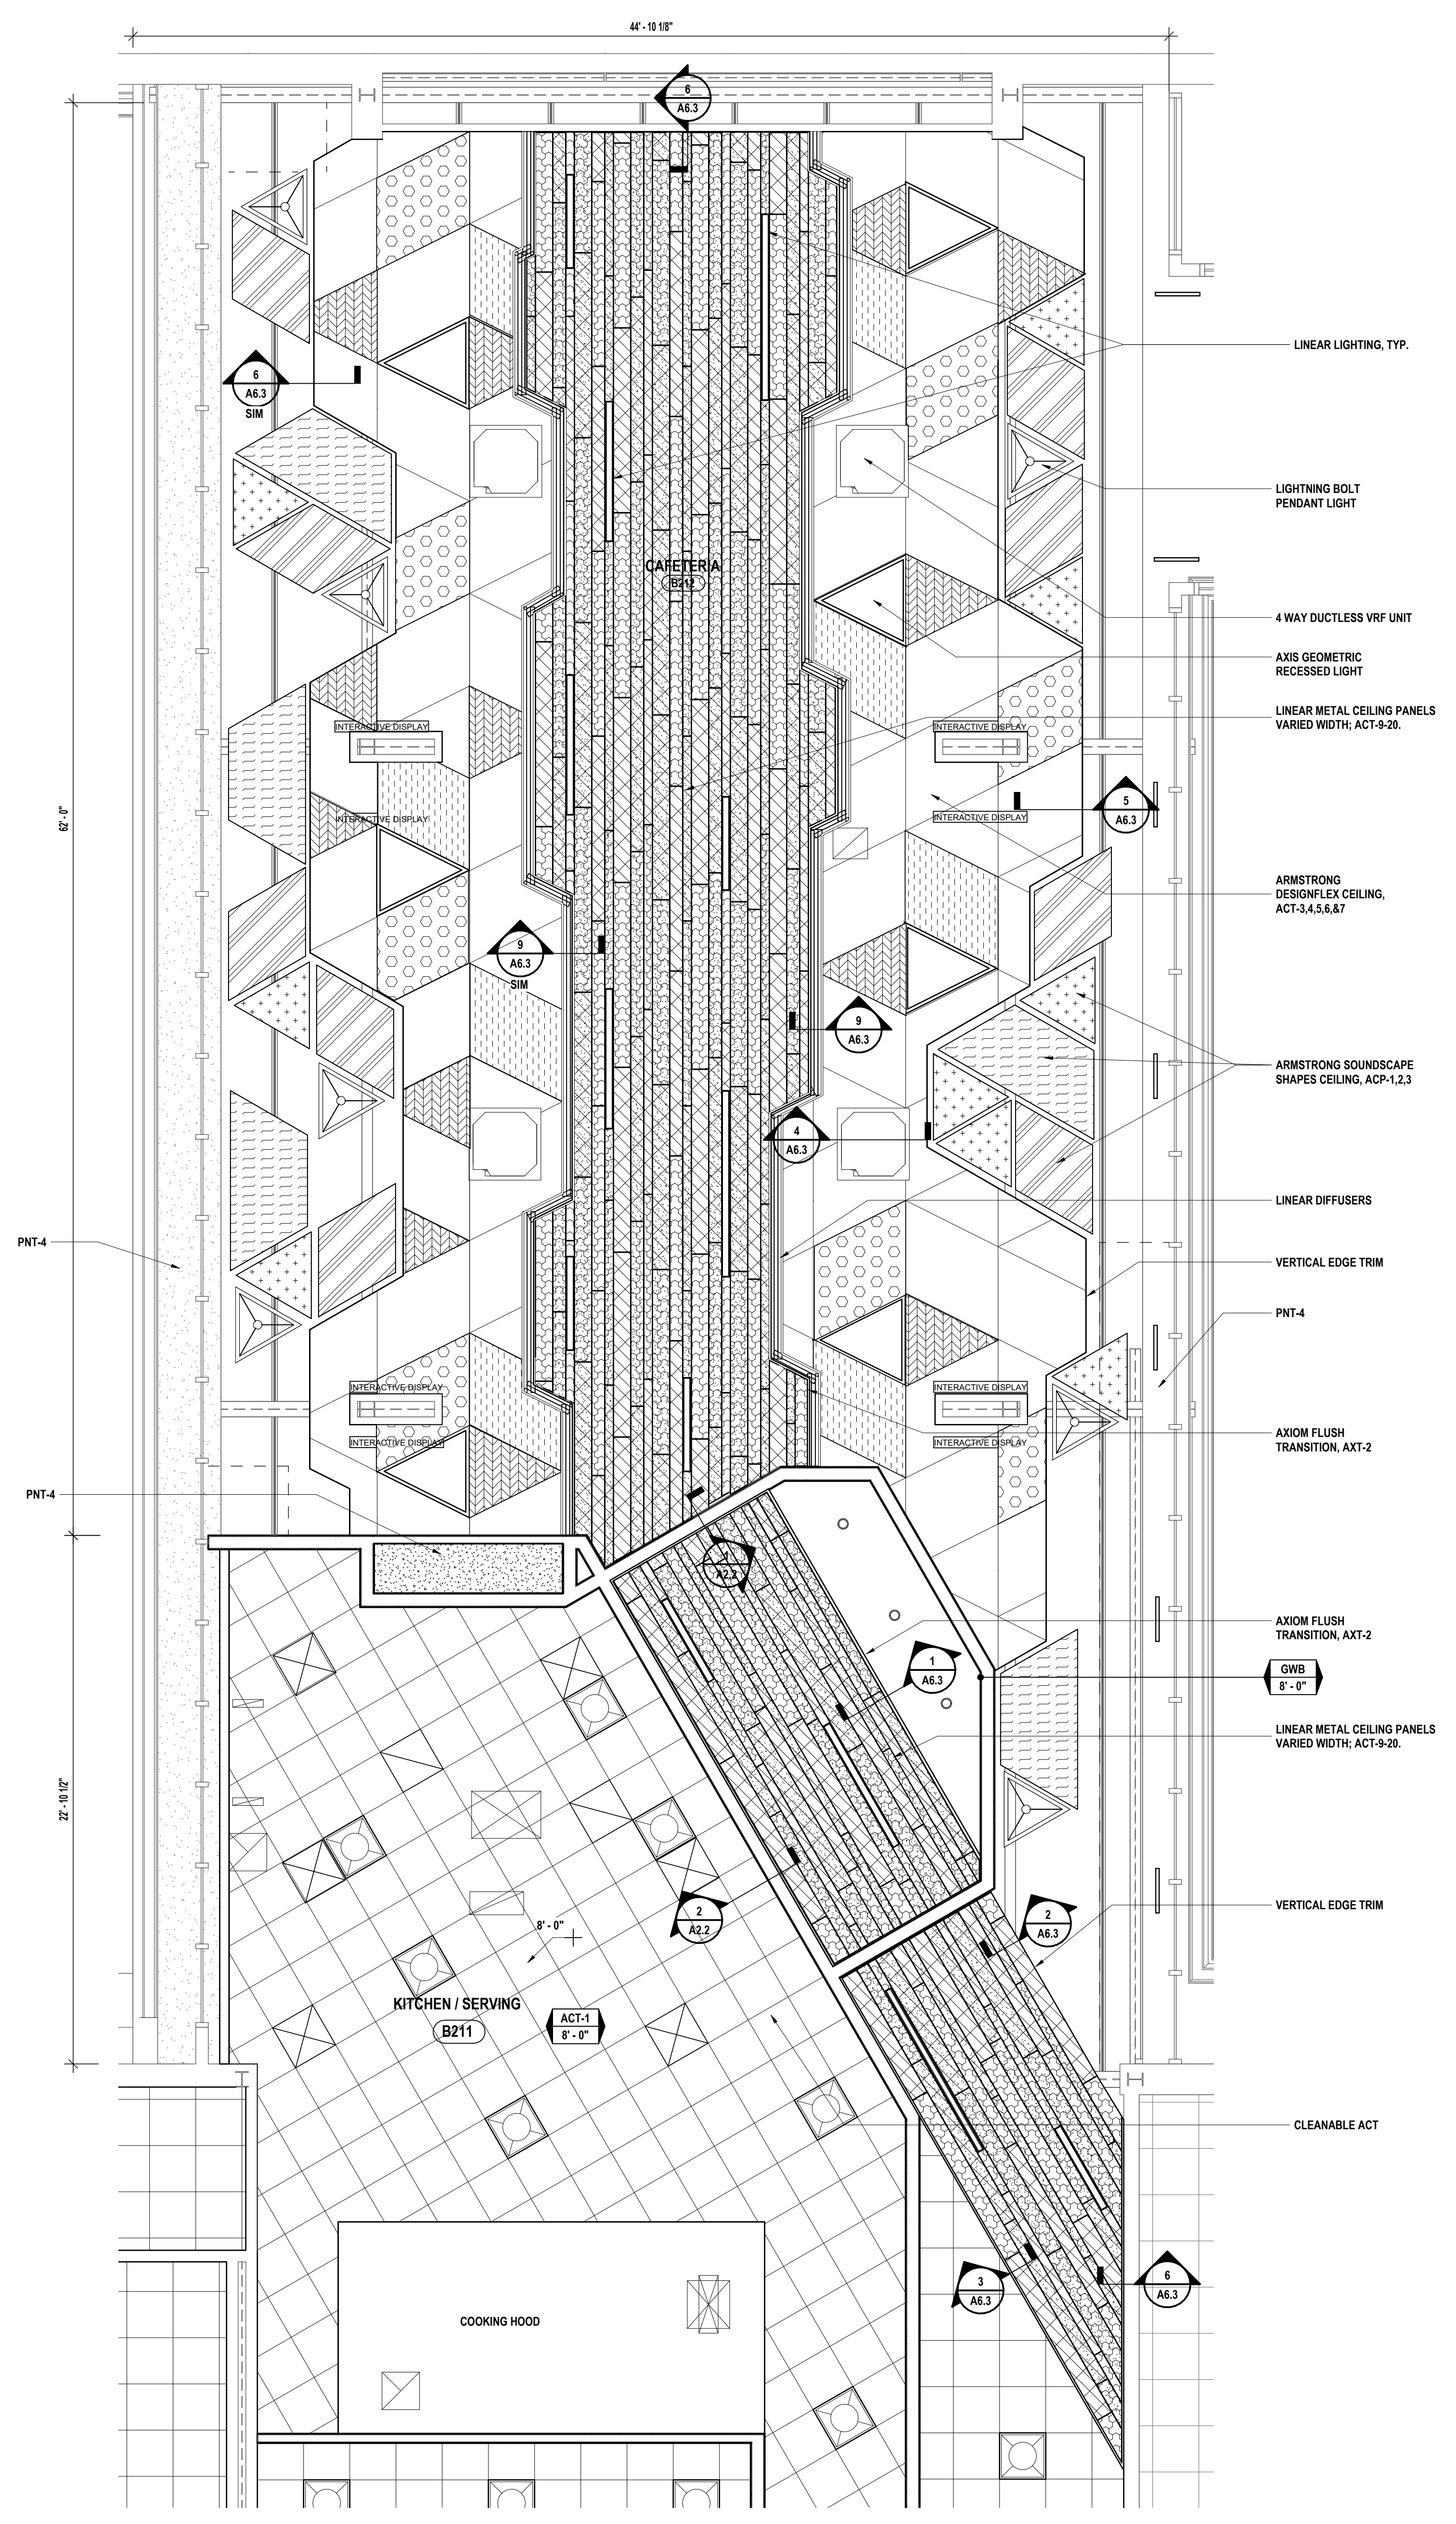 44' - 10 1/8"
6
A6.3
LINEAR LIGHTING, TYP.
6
A6.3
SIM
LIGHTNING BOLT
PENDANT LIGHT
CAFETERIA
B212
4 WAY DUCTLESS VRF UNIT
AXIS GEOMETRIC
RECESSED LIGHT
LINEAR METAL CEILING PANELS
VARIED WIDTH; ACT-9-20.
INTERACTIVE DISPLAY
INTERACTIVE DISPLAY
62' - 0"
5
A6.3
INTERACTIVE DISPLAY
INTERACTIVE DISPLAY
ARMSTRONG
DESIGNFLEX CEILING,
ACT-3,4,5,6,&7
9
A6.3
SIM
9
A6.3
ARMSTRONG SOUNDSCAPE
SHAPES CEILING, ACP-1,2,3
4
A6.3
LINEAR DIFFUSERS
PNT-4
VERTICAL EDGE TRIM
PNT-4
INTERACTIVE DISPLAY
INTERACTIVE DISPLAY
INTERACTIVE DISPLAY
INTERACTIVE DISPLAY
AXIOM FLUSH
TRANSITION, AXT-2
PNT-4
1
A2.2
AXIOM FLUSH
TRANSITION, AXT-2
1
A6.3
GWB
8' - 0"
LINEAR METAL CEILING PANELS
VARIED WIDTH; ACT-9-20.
22' - 10 1/2"
2
A2.2
2
A6.3
VERTICAL EDGE TRIM
8' - 0"
KITCHEN / SERVING
B211
ACT-1
8' - 0"
CLEANABLE ACT
3
A6.3
6
A6.3
COOKING HOOD